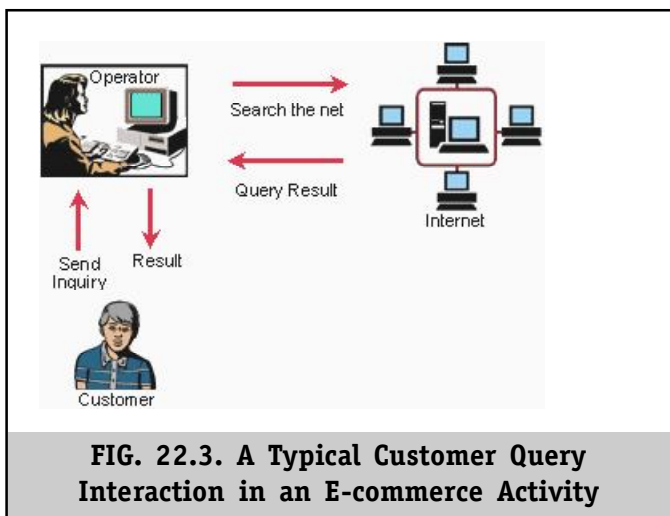 Operator
Search the net
Query Result
Internet
Send Result
Inquiry
Customer
FIG. 22.3. A Typical Customer Query
Interaction in an E-commerce Activity